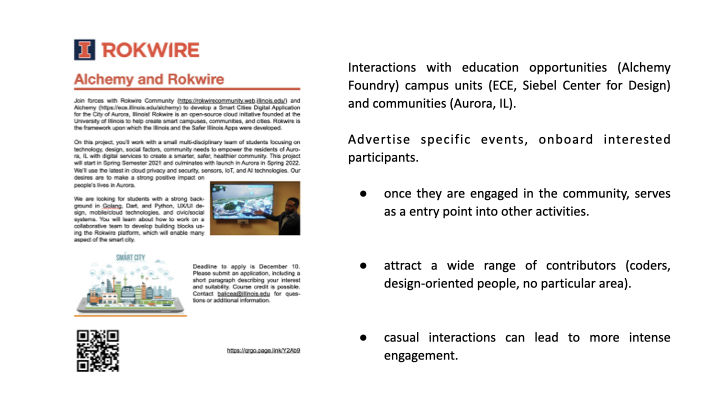 I ROKWIRE
Alchemy and Rokwire
Join forces with Rokwire Community (https://rokwirecommunity.web.illinois.edu/) and
Alchemy (https://ece.illinois.edu/alchemy) to develop a Smart Cities Digital Application
for the City of Aurora, Illinois! Rokwire is an open-source cloud initiative founded at the
University of Illinois to help create smart campuses, communities, and cities. Rokwire is
the framework upon which the Illinois and the Safer Illinois Apps were developed.
On this project, you'll work with a small multi-disciplinary team of students focusing on
technology, design, social factors, community needs to empower the residents of Auro-
ra, IL with digital services to create a smarter, safer, healthier community. This project
will start in Spring Semester 2021 and culminates with launch in Aurora in Spring 2022.
We'll use the latest in cloud privacy and security, sensors, IoT, and AI technologies. Our
desires are to make a strong positive impact on
people's lives in Aurora.
We are looking for students with a strong back-
ground in Golang, Dart, and Python, UX/UI de-
sign, mobile/cloud technologies, and civic/social
systems. You will learn about how to work on a
collaborative team to develop building blocks us-
ing the Rokwire platform, which will enable many
aspect of the smart city.
SMART CITY
Deadline to apply is December 10.
Please submit an application, including a
short paragraph describing your interest
and suitability. Course credit is possible.
Contact balicea@illinois.edu for ques-
tions or additional information.
https://qrgo.page.link/Y2Ab9
Interactions with education opportunities (Alchemy
Foundry) campus units (ECE, Siebel Center for Design)
and communities (Aurora, IL).
Advertise specific events, onboard interested
participants.
● once they are engaged in the community, serves
as a entry point into other activities.
● attract a wide range of contributors (coders,
design-oriented people, no particular area).
● casual interactions can lead to more intense
engagement.